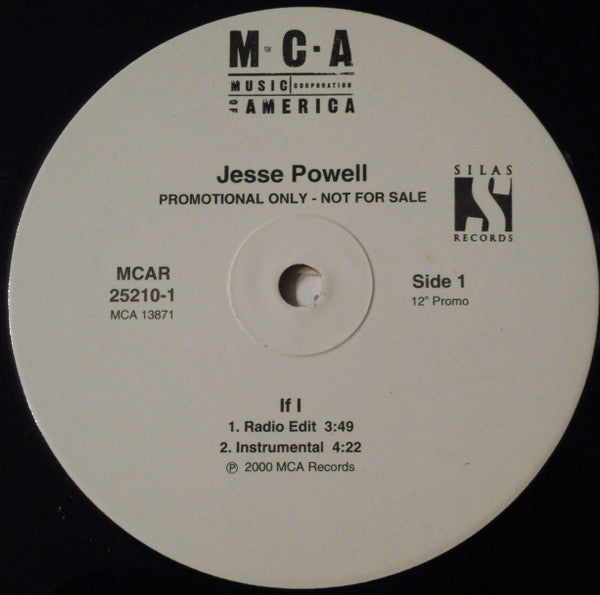 M·C·A
MUSIC CORPORATION
OF AMERICA
Jesse Powell
PROMOTIONAL ONLY - NOT FOR SALE
SILAS
S
RECORDS
MCAR
25210-1
MCA 13871
Side 1
12" Promo
If I
1. Radio Edit 3:49
2. Instrumental 4:22
℗ 2000 MCA Records